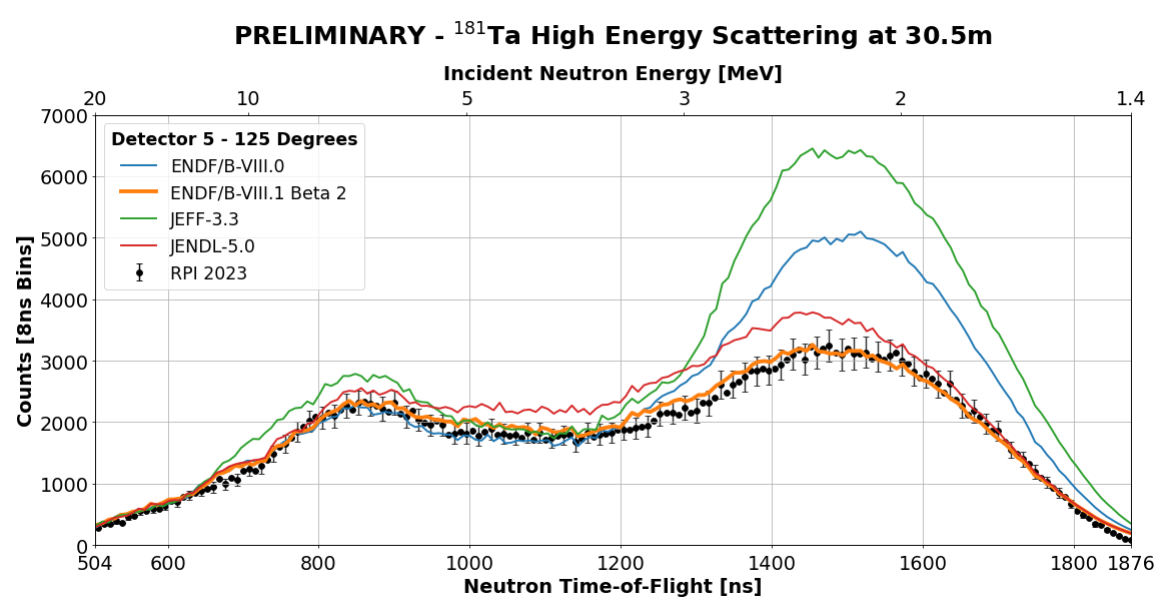 PRELIMINARY - ¹⁸¹Ta High Energy Scattering at 30.5m
Incident Neutron Energy [MeV]
20 10 5 3 2 1.4
7000
6000
5000
4000
3000
2000
1000
0
Counts [8ns Bins]
Detector 5 - 125 Degrees
ENDF/B-VIII.0
ENDF/B-VIII.1 Beta 2
JEFF-3.3
JENDL-5.0
RPI 2023
504 600 800 1000 1200 1400 1600 1800 1876
Neutron Time-of-Flight [ns]